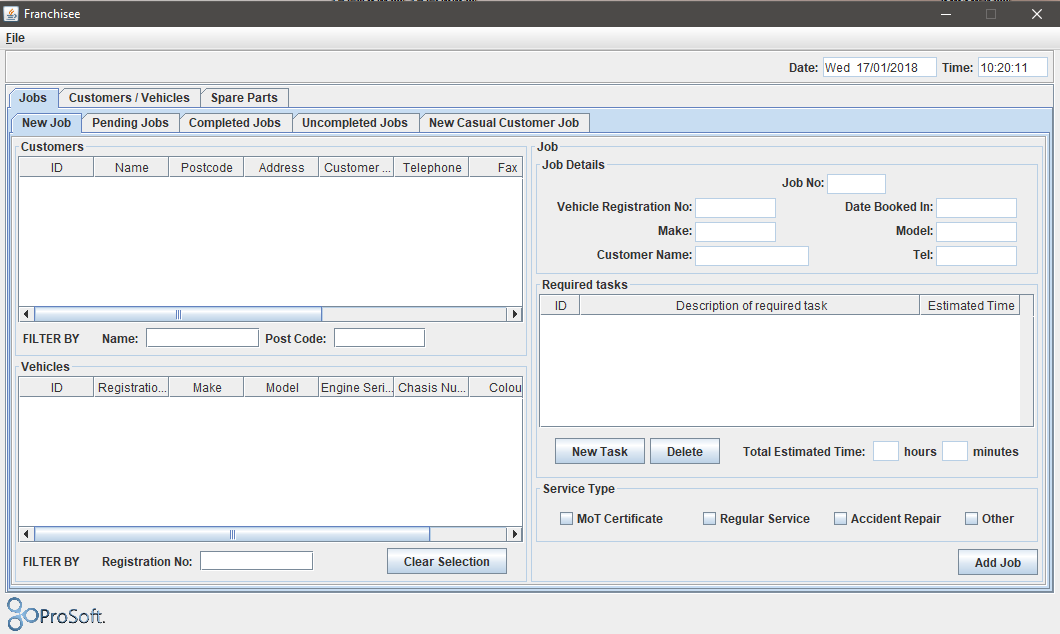 Franchisee
File
Date: Wed 17/01/2018 Time: 10:20:11
Jobs Customers / Vehicles Spare Parts
New Job Pending Jobs Completed Jobs Uncompleted Jobs New Casual Customer Job
Customers
ID Name Postcode Address Customer ... Telephone Fax
FILTER BY Name: Post Code:
Vehicles
ID Registratio... Make Model Engine Seri... Chasis Nu... Colou
FILTER BY Registration No: Clear Selection
Job
Job Details
Job No:
Vehicle Registration No: Date Booked In:
Make: Model:
Customer Name: Tel:
Required tasks
ID Description of required task Estimated Time
New Task Delete Total Estimated Time: hours minutes
Service Type
MoT Certificate Regular Service Accident Repair Other
Add Job
ProSoft.